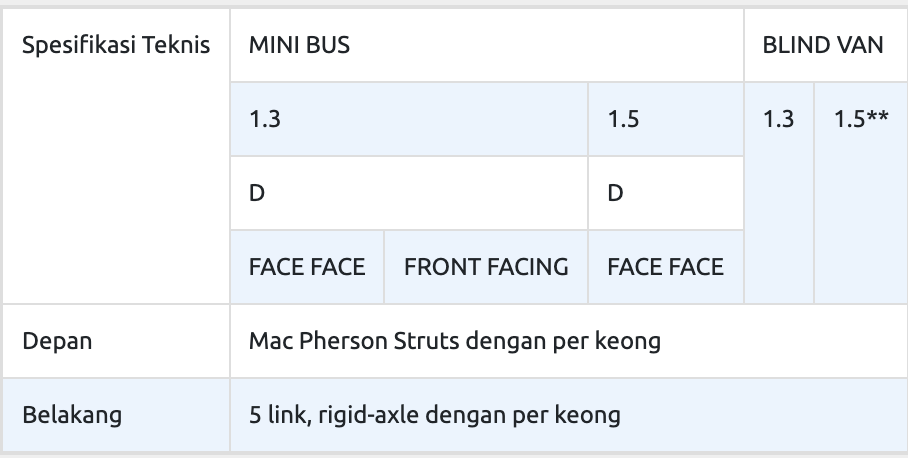 Spesifikasi Teknis MINI BUS BLIND VAN
1.3 1.5 1.3 1.5**
D D
FACE FACE FRONT FACING FACE FACE
Depan Mac Pherson Struts dengan per keong
Belakang 5 link, rigid-axle dengan per keong